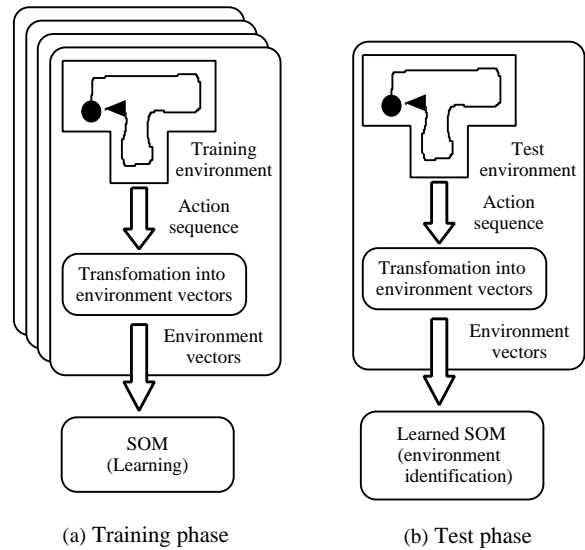 Training
environment
Action
sequence
Transfomation into
environment vectors
Environment
vectors
SOM
(Learning)
(a) Training phase
Test
environment
Action
sequence
Transfomation into
environment vectors
Environment
vectors
Learned SOM
(environment
identification)
(b) Test phase